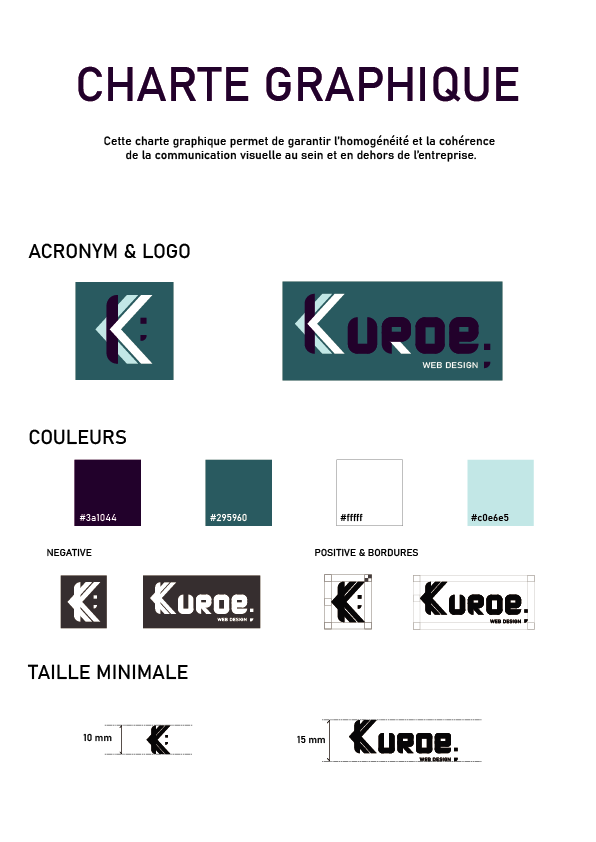 CHARTE GRAPHIQUE
Cette charte graphique permet de garantir l'homogénéité et la cohérence
de la communication visuelle au sein et en dehors de l'entreprise.
ACRONYM & LOGO
K
KUROE.
WEB DESIGN
COULEURS
#3a1044
#295960
#fffff
#c0e6e5
NEGATIVE
POSITIVE & BORDURES
K
KUROE.
WEB DESIGN
K
KUROE.
WEB DESIGN
TAILLE MINIMALE
10 mm
K
15 mm
KUROE.
WEB DESIGN